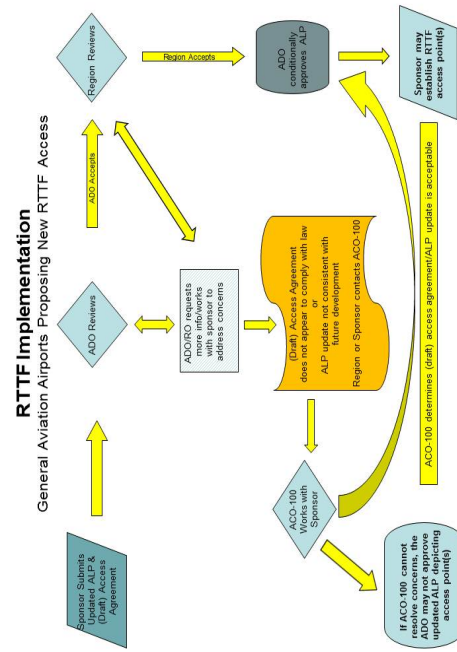 RTTF Implementation
General Aviation Airports Proposing New RTTF Access
Sponsor Submits
Updated ALP &
(Draft) Access
Agreement
ADO Reviews
ADO Accepts
Region Reviews
ADO/RO requests
more info/works
with sponsor to
address concerns
Region Accepts
ACO-100
Works with
Sponsor
(Draft) Access Agreement
does not appear to comply with law
or
ALP update not consistent with
future development
Region or Sponsor contacts ACO-100
ADO
conditionally
approves ALP
If ACO-100 cannot
resolve concerns, the
ADO may not approve
updated ALP depicting
access point(s)
ACO-100 determines (draft) access agreement/ALP update is acceptable
Sponsor may
establish RTTF
access point(s)